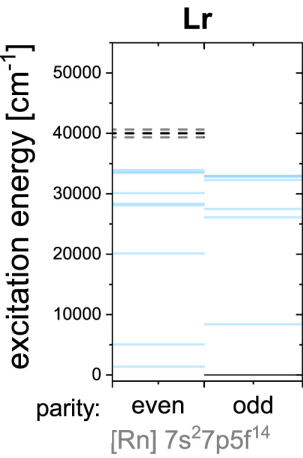 Lr
excitation energy [cm⁻¹]
50000
40000
30000
20000
10000
0
parity: even odd
[Rn] 7s²7p5f¹⁴